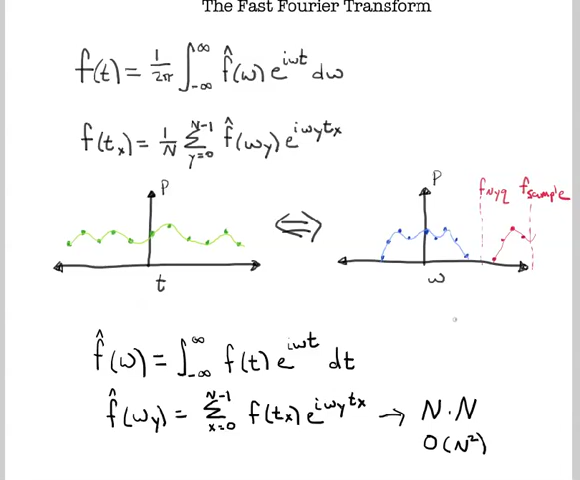 The Fast Fourier Transform
f(t) = 1/2π ∫_{-∞}^{∞} f̂(ω) e^{iωt} dω
f(t_x) = 1/N Σ_{y=0}^{N-1} f̂(ω_y) e^{iω_y t_x}
P
t
⇔
P
f_Nyq f_sample
ω
f̂(ω) = ∫_{-∞}^{∞} f(t) e^{iωt} dt
f̂(ω_y) = Σ_{x=0}^{N-1} f(t_x) e^{iω_y t_x} → N·N
O(N²)